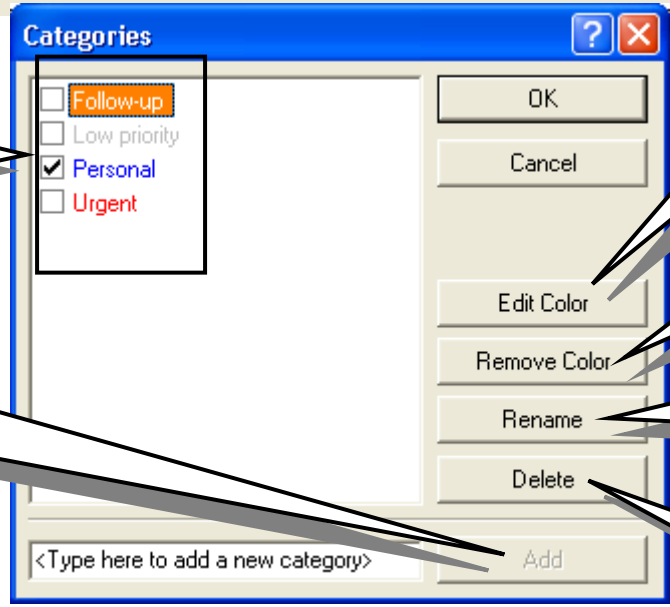 Categories
Follow-up
Low priority
Personal
Urgent
OK
Cancel
Edit Color
Remove Color
Rename
Delete
<Type here to add a new category>
Add